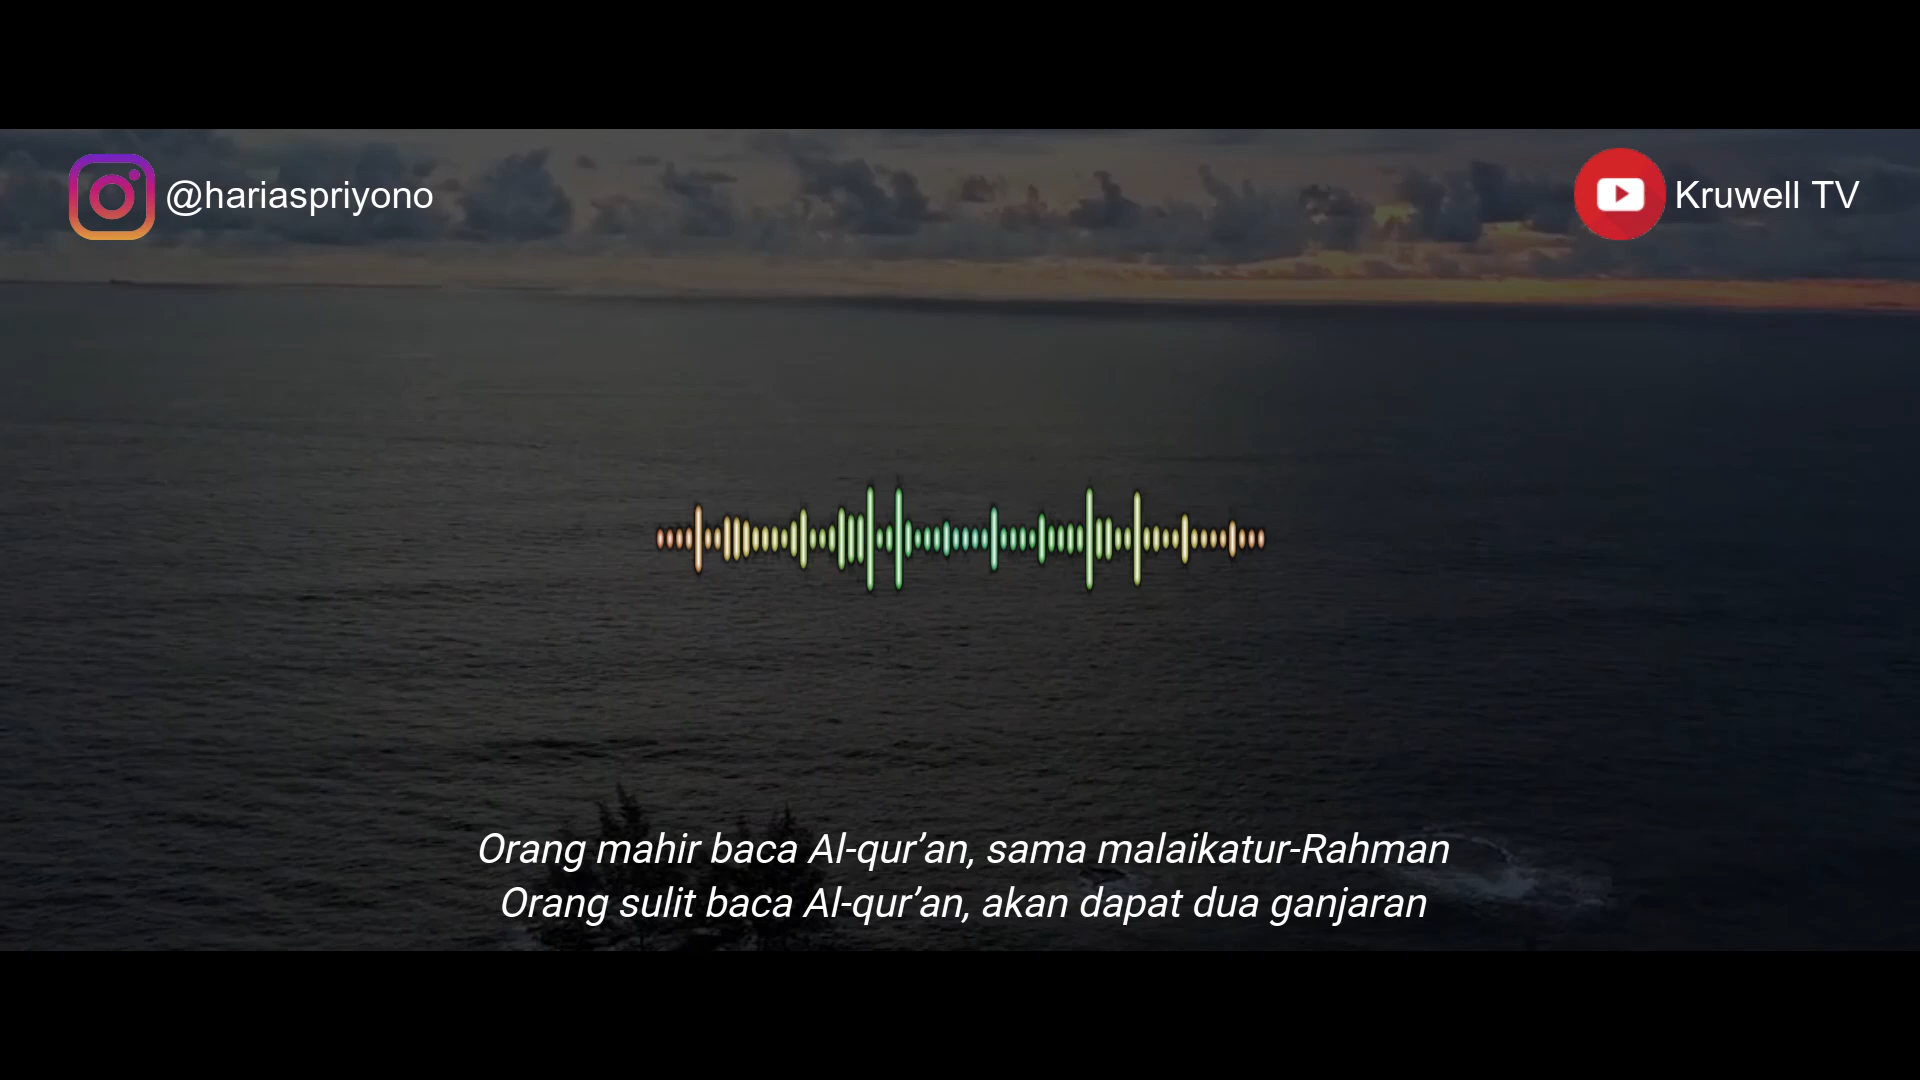 @hariaspriyono
Kruwell TV
Orang mahir baca Al-qur’an, sama malaikatur-Rahman
Orang sulit baca Al-qur’an, akan dapat dua ganjaran